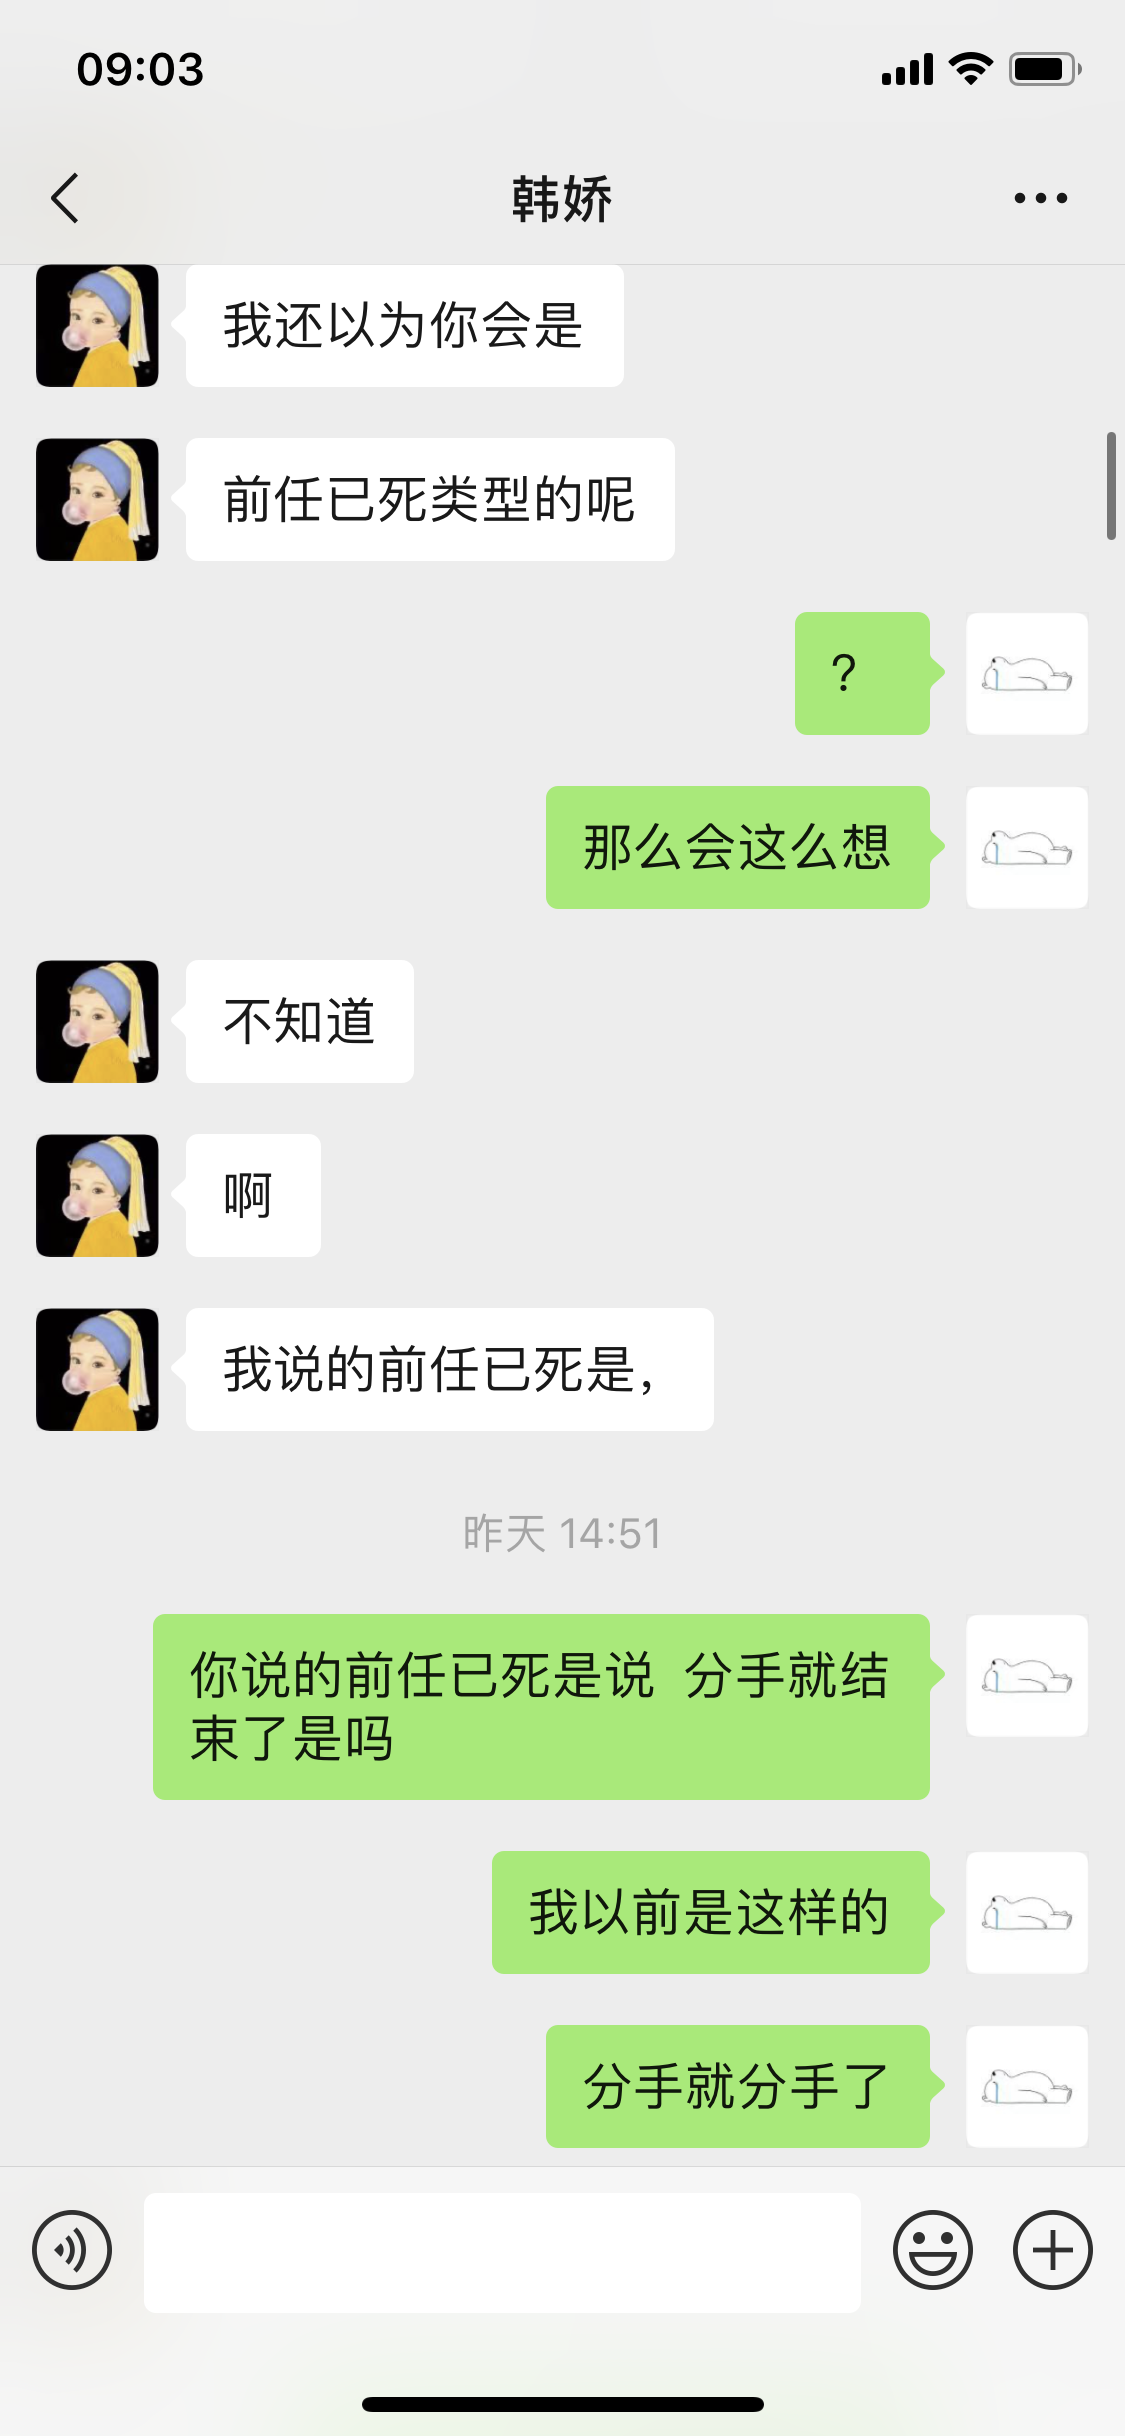 09:03
韩娇
我还以为你会是
前任已死类型的呢
?
那么会这么想
不知道
啊
我说的前任已死是,
昨天 14:51
你说的前任已死是说  分手就结
束了是吗
我以前是这样的
分手就分手了